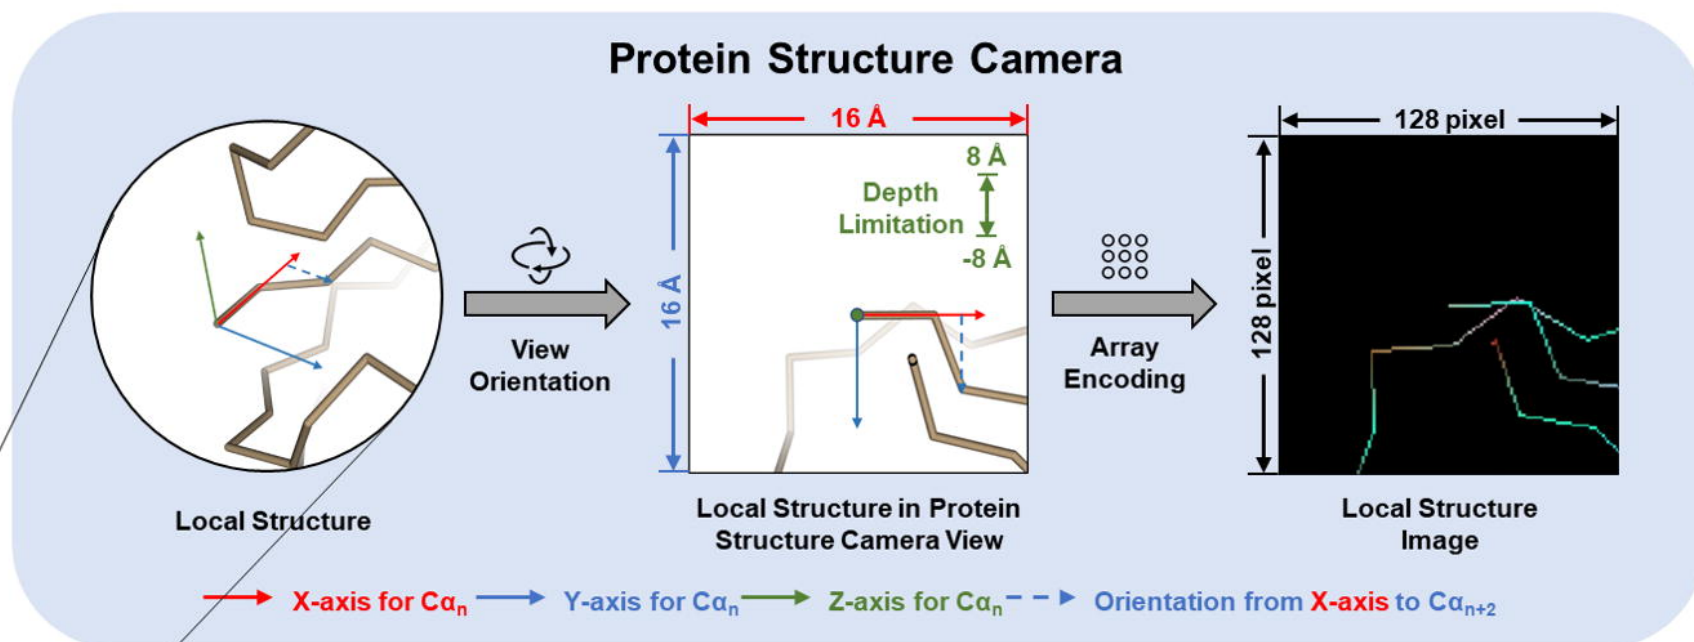 Protein Structure Camera
16 Å
16 Å
8 Å
Depth
Limitation
-8 Å
128 pixel
128 pixel
View
Orientation
Array
Encoding
Local Structure
Local Structure in Protein
Structure Camera View
Local Structure
Image
X-axis for Cαn
Y-axis for Cαn
Z-axis for Cαn
Orientation from X-axis to Cαn+2